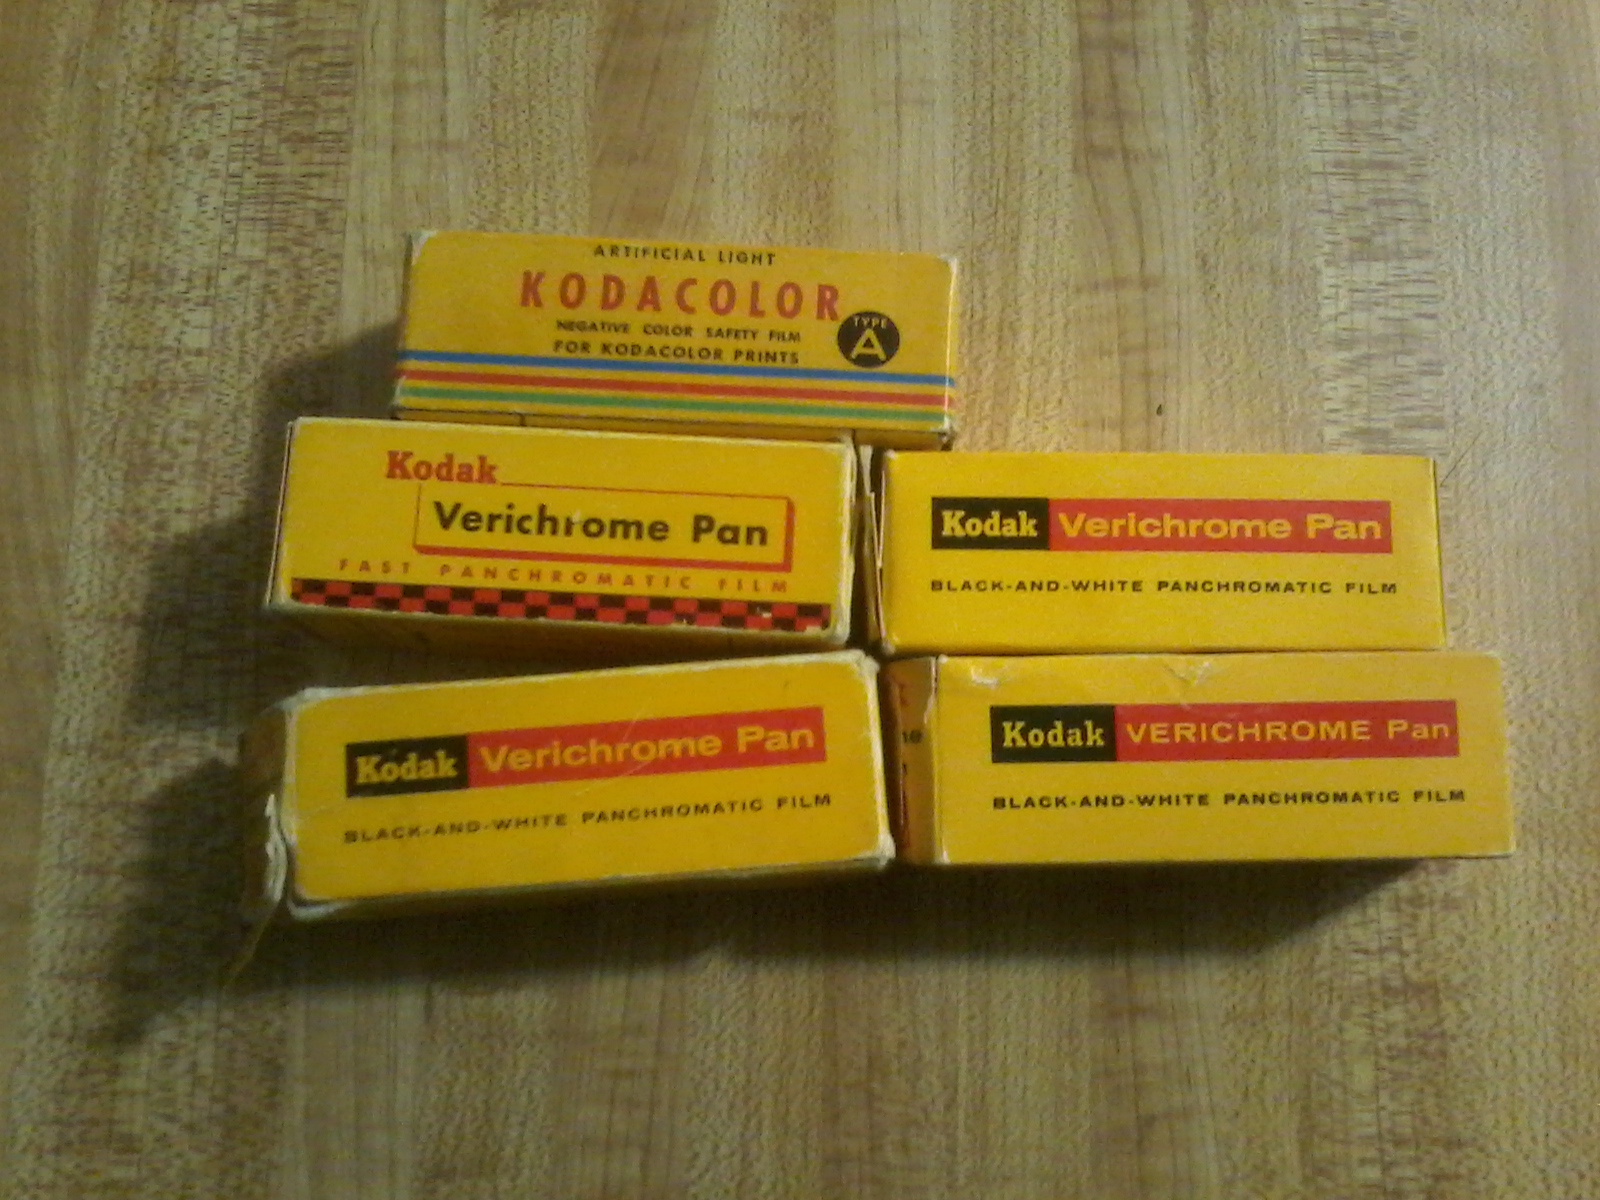 ARTIFICIAL LIGHT
KODACOLOR
NEGATIVE COLOR SAFETY FILM
FOR KODACOLOR PRINTS
TYPE
A
Kodak
Verichrome Pan
FAST PANCHROMATIC FILM
Kodak Verichrome Pan
BLACK-AND-WHITE PANCHROMATIC FILM
Kodak Verichrome Pan
BLACK-AND-WHITE PANCHROMATIC FILM
Kodak VERICHROME Pan
BLACK-AND-WHITE PANCHROMATIC FILM